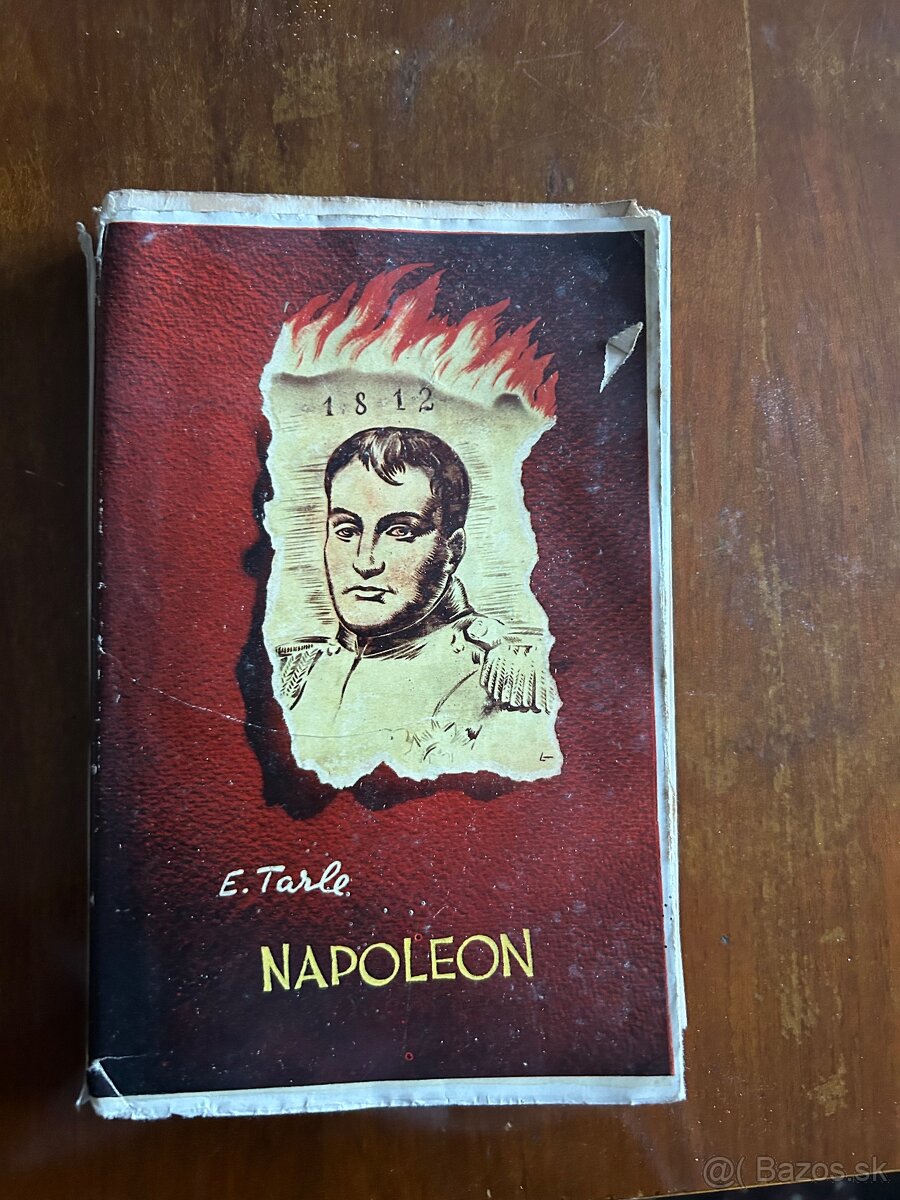 1812
E. Tarle
NAPOLEON
@( Bazos.sk